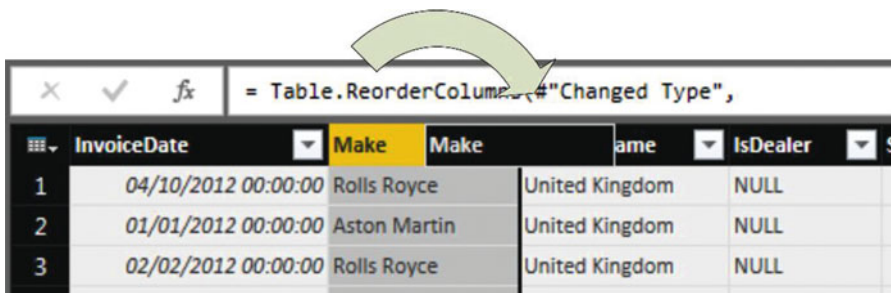 fx = Table.ReorderColumns(#"Changed Type",
InvoiceDate Make Make ame IsDealer
1 04/10/2012 00:00:00 Rolls Royce United Kingdom NULL
2 01/01/2012 00:00:00 Aston Martin United Kingdom NULL
3 02/02/2012 00:00:00 Rolls Royce United Kingdom NULL